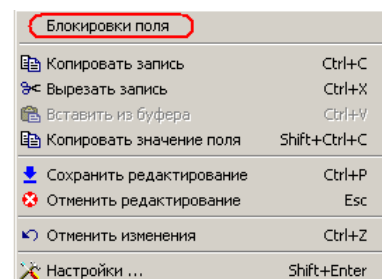 Блокировки поля
Копировать запись Ctrl+C
Вырезать запись Ctrl+X
Вставить из буфера Ctrl+V
Копировать значение поля Shift+Ctrl+C
Сохранить редактирование Ctrl+P
Отменить редактирование Esc
Отменить изменения Ctrl+Z
Настройки ... Shift+Enter